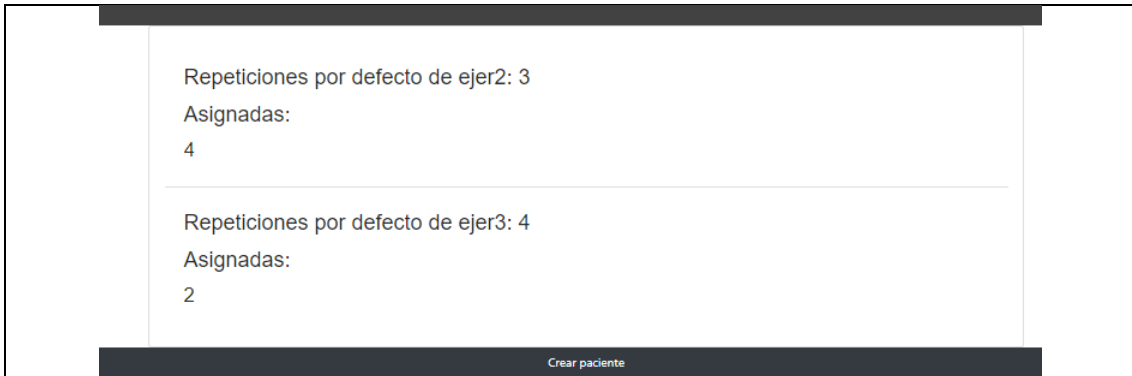 Repeticiones por defecto de ejer2: 3
Asignadas:
4
Repeticiones por defecto de ejer3: 4
Asignadas:
2
Crear paciente